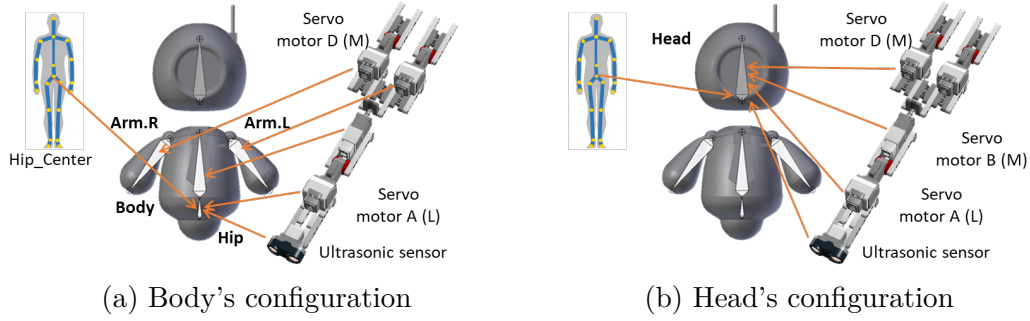 Servo
motor D (M)
Arm.R
Arm.L
Hip_Center
Body
Hip
Servo
motor A (L)
Ultrasonic sensor
(a) Body's configuration
Head
Servo
motor D (M)
Servo
motor B (M)
Servo
motor A (L)
Ultrasonic sensor
(b) Head's configuration